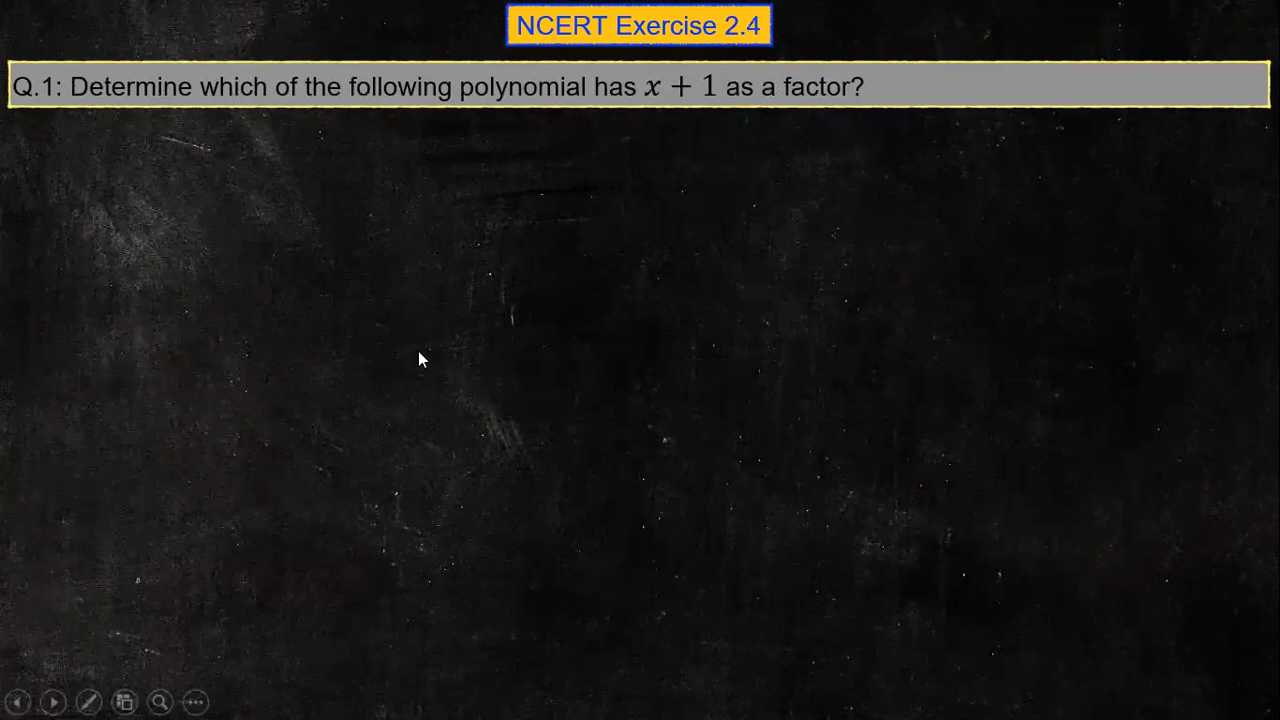 NCERT Exercise 2.4
Q.1: Determine which of the following polynomial has x + 1 as a factor?